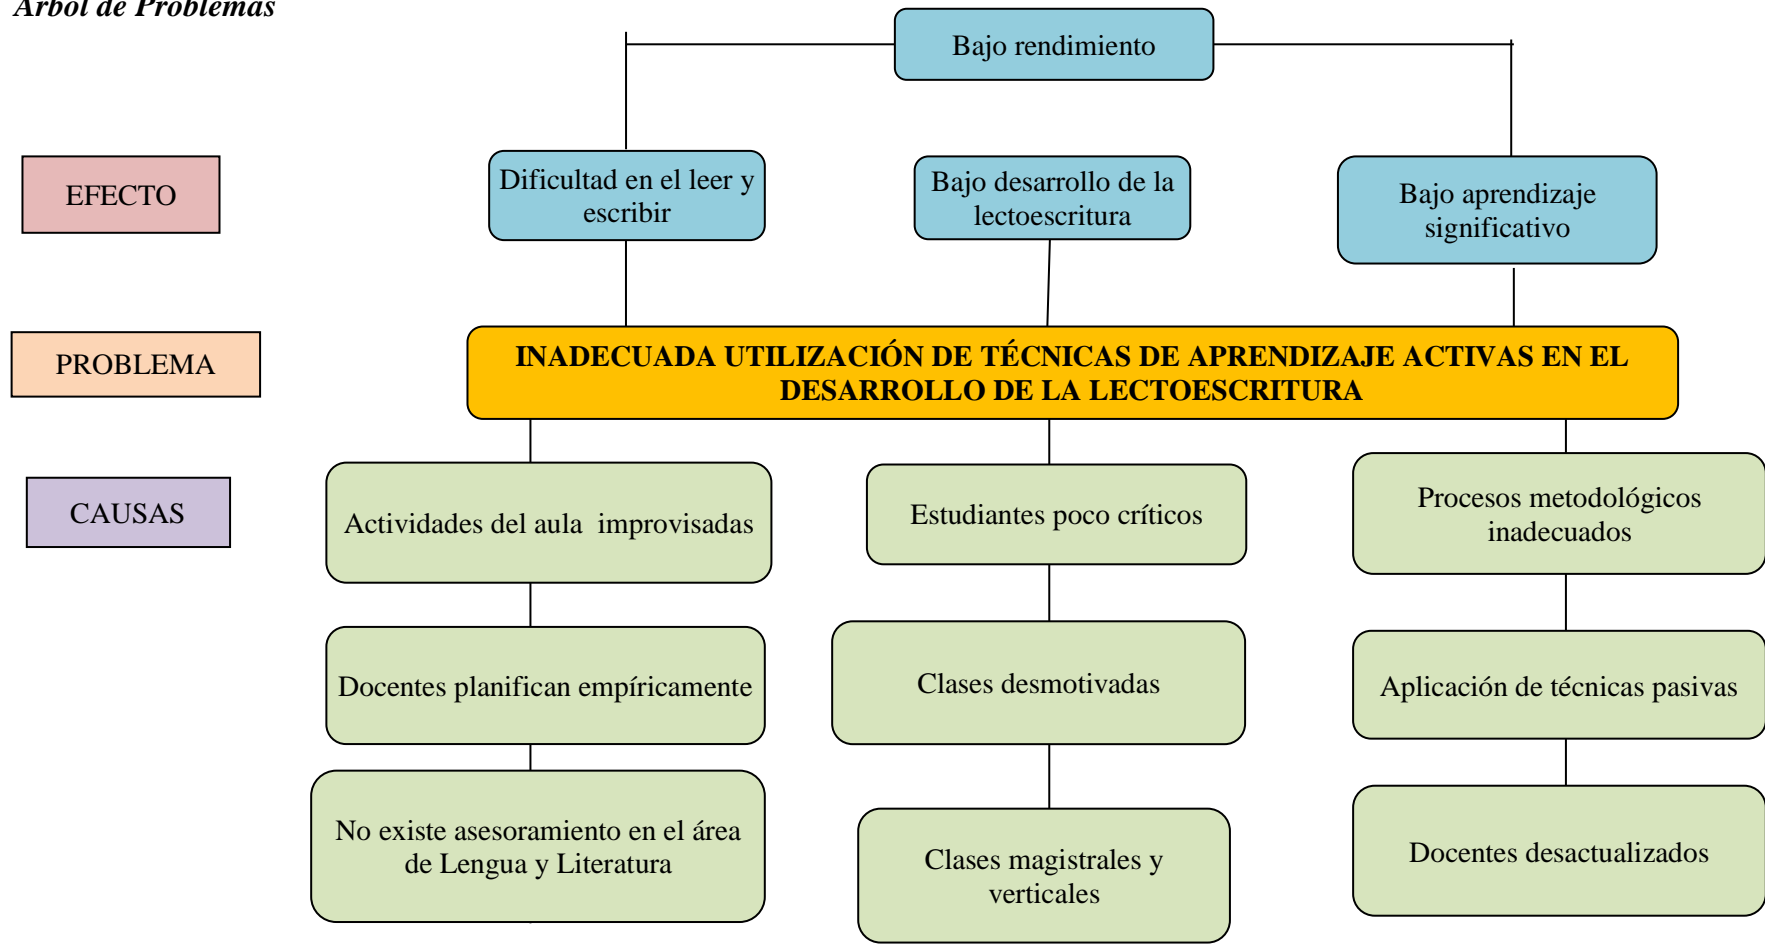 Árbol de Problemas
Bajo rendimiento
EFECTO
Dificultad en el leer y
escribir
Bajo desarrollo de la
lectoescritura
Bajo aprendizaje
significativo
PROBLEMA
INADECUADA UTILIZACIÓN DE TÉCNICAS DE APRENDIZAJE ACTIVAS EN EL
DESARROLLO DE LA LECTOESCRITURA
CAUSAS
Actividades del aula  improvisadas
Estudiantes poco críticos
Procesos metodológicos
inadecuados
Docentes planifican empíricamente
Clases desmotivadas
Aplicación de técnicas pasivas
No existe asesoramiento en el área
de Lengua y Literatura
Clases magistrales y
verticales
Docentes desactualizados